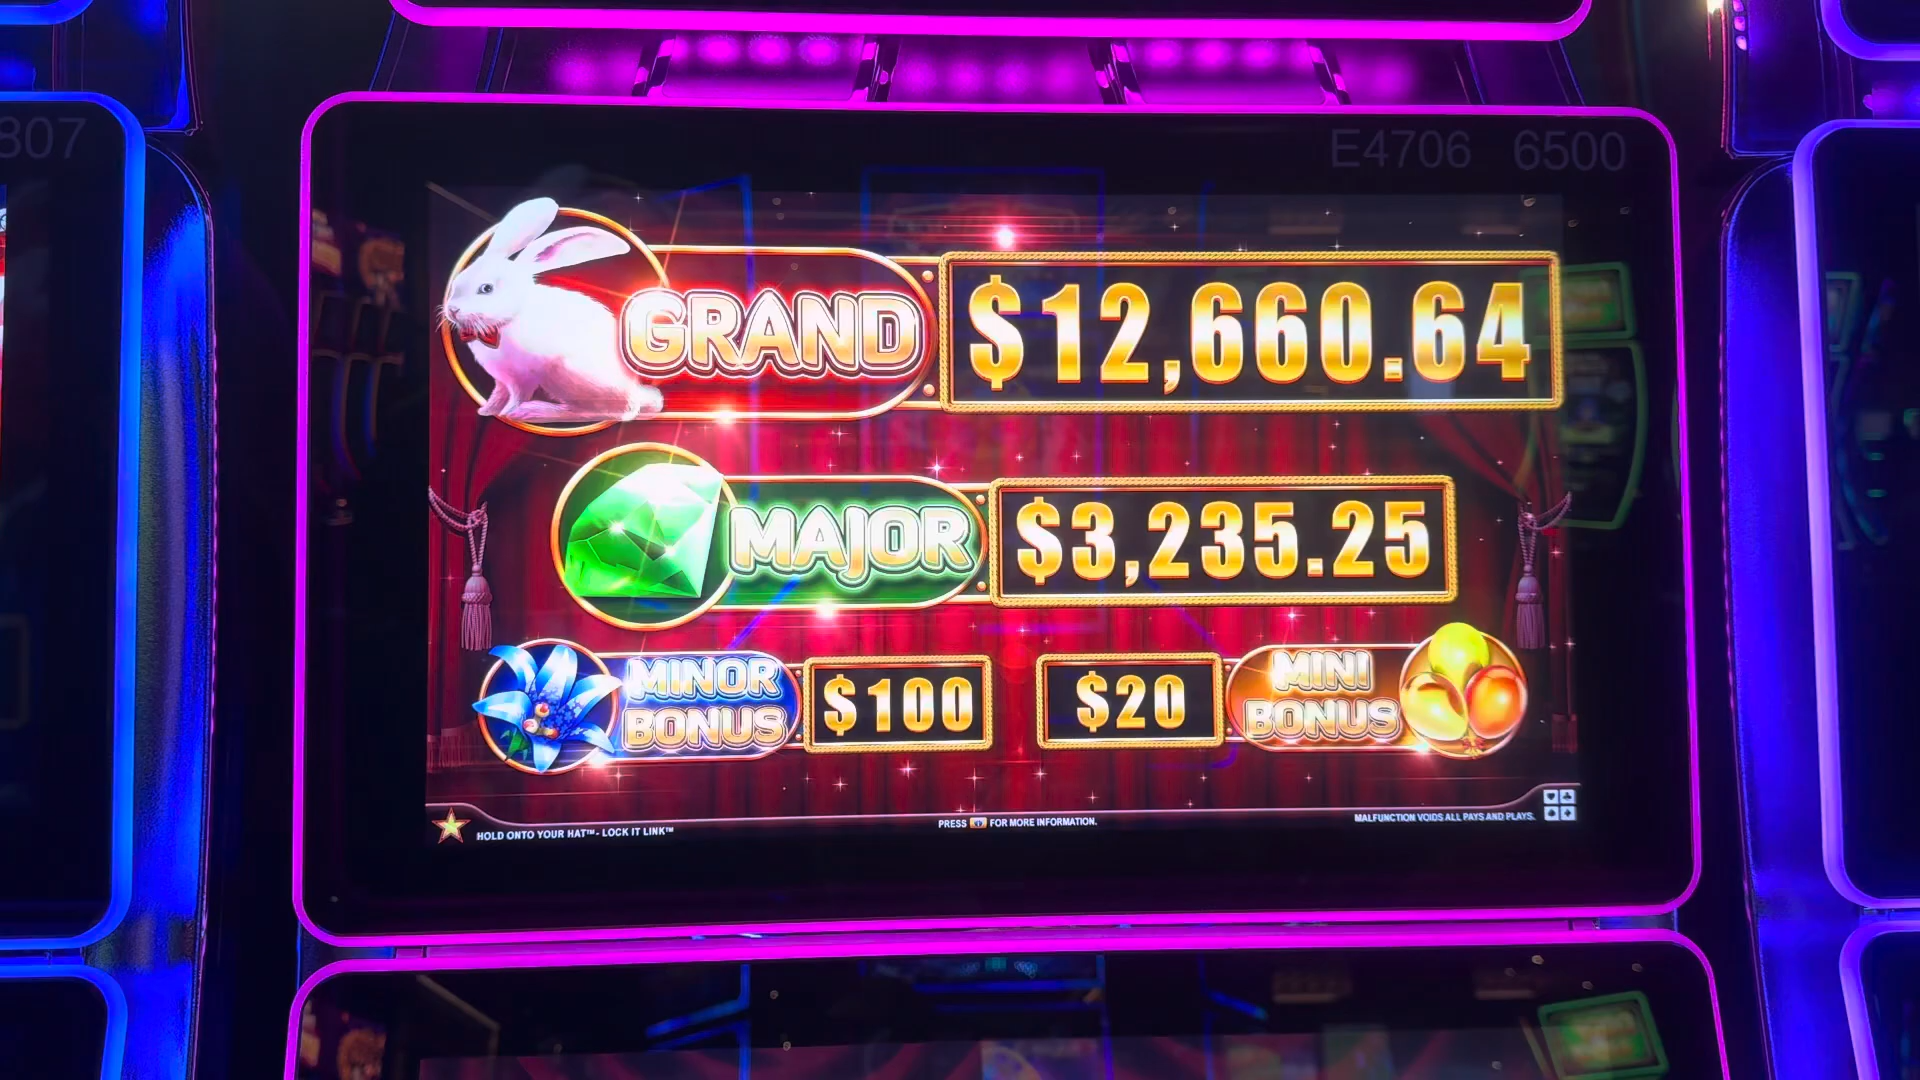 807
E4706 6500
GRAND $12,660.64
MAJOR $3,235.25
MINOR BONUS $100
$20 MINI BONUS
HOLD ONTO YOUR HAT™ - LOCK IT LINK™
PRESS FOR MORE INFORMATION.
MALFUNCTION VOIDS ALL PAYS AND PLAYS.